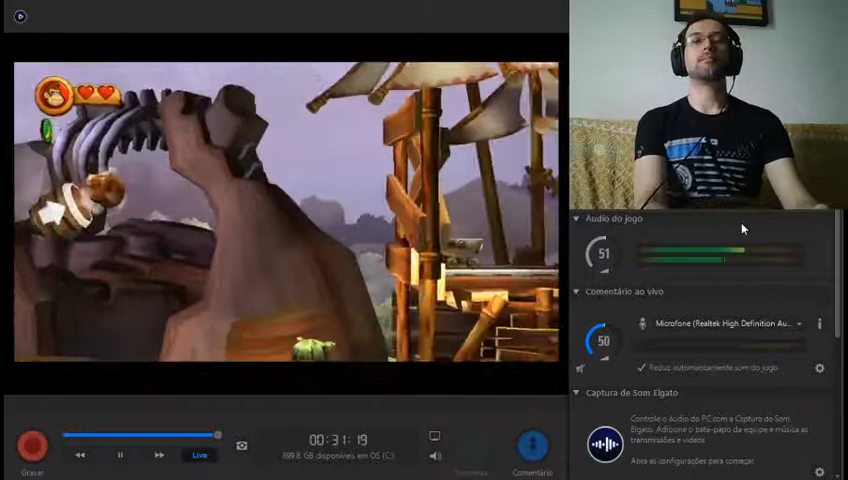 Áudio do jogo
51
Comentário ao vivo
Microfone (Realtek High Definition Au...
50
Reduz automaticamente som do jogo
Captura de Som Elgato
Controle o áudio do PC com a Captura de Som
Elgato. Adicione o bate-papo da equipe e música as
transmissões e vídeos
Abra as configurações para começar
00:31:19
899.8 GB disponíveis em OS (C:)
Live
Gravar
Comentário